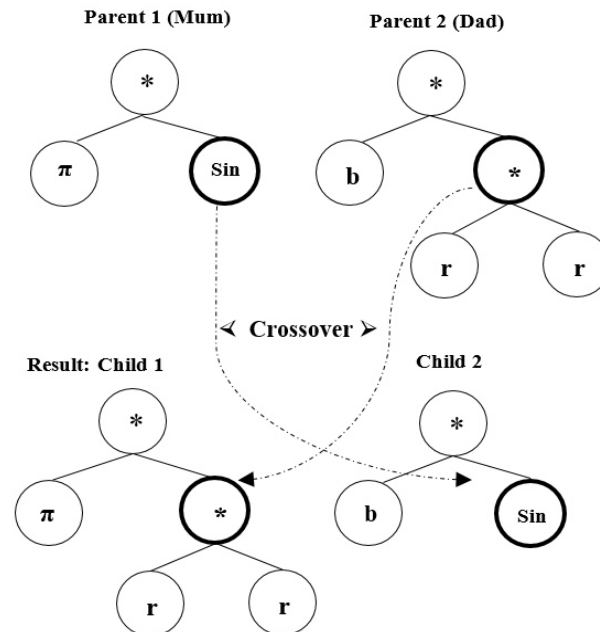 Parent 1 (Mum)
Parent 2 (Dad)
*
*
π
Sin
b
*
r
r
Crossover
Result: Child 1
Child 2
*
*
π
*
b
Sin
r
r